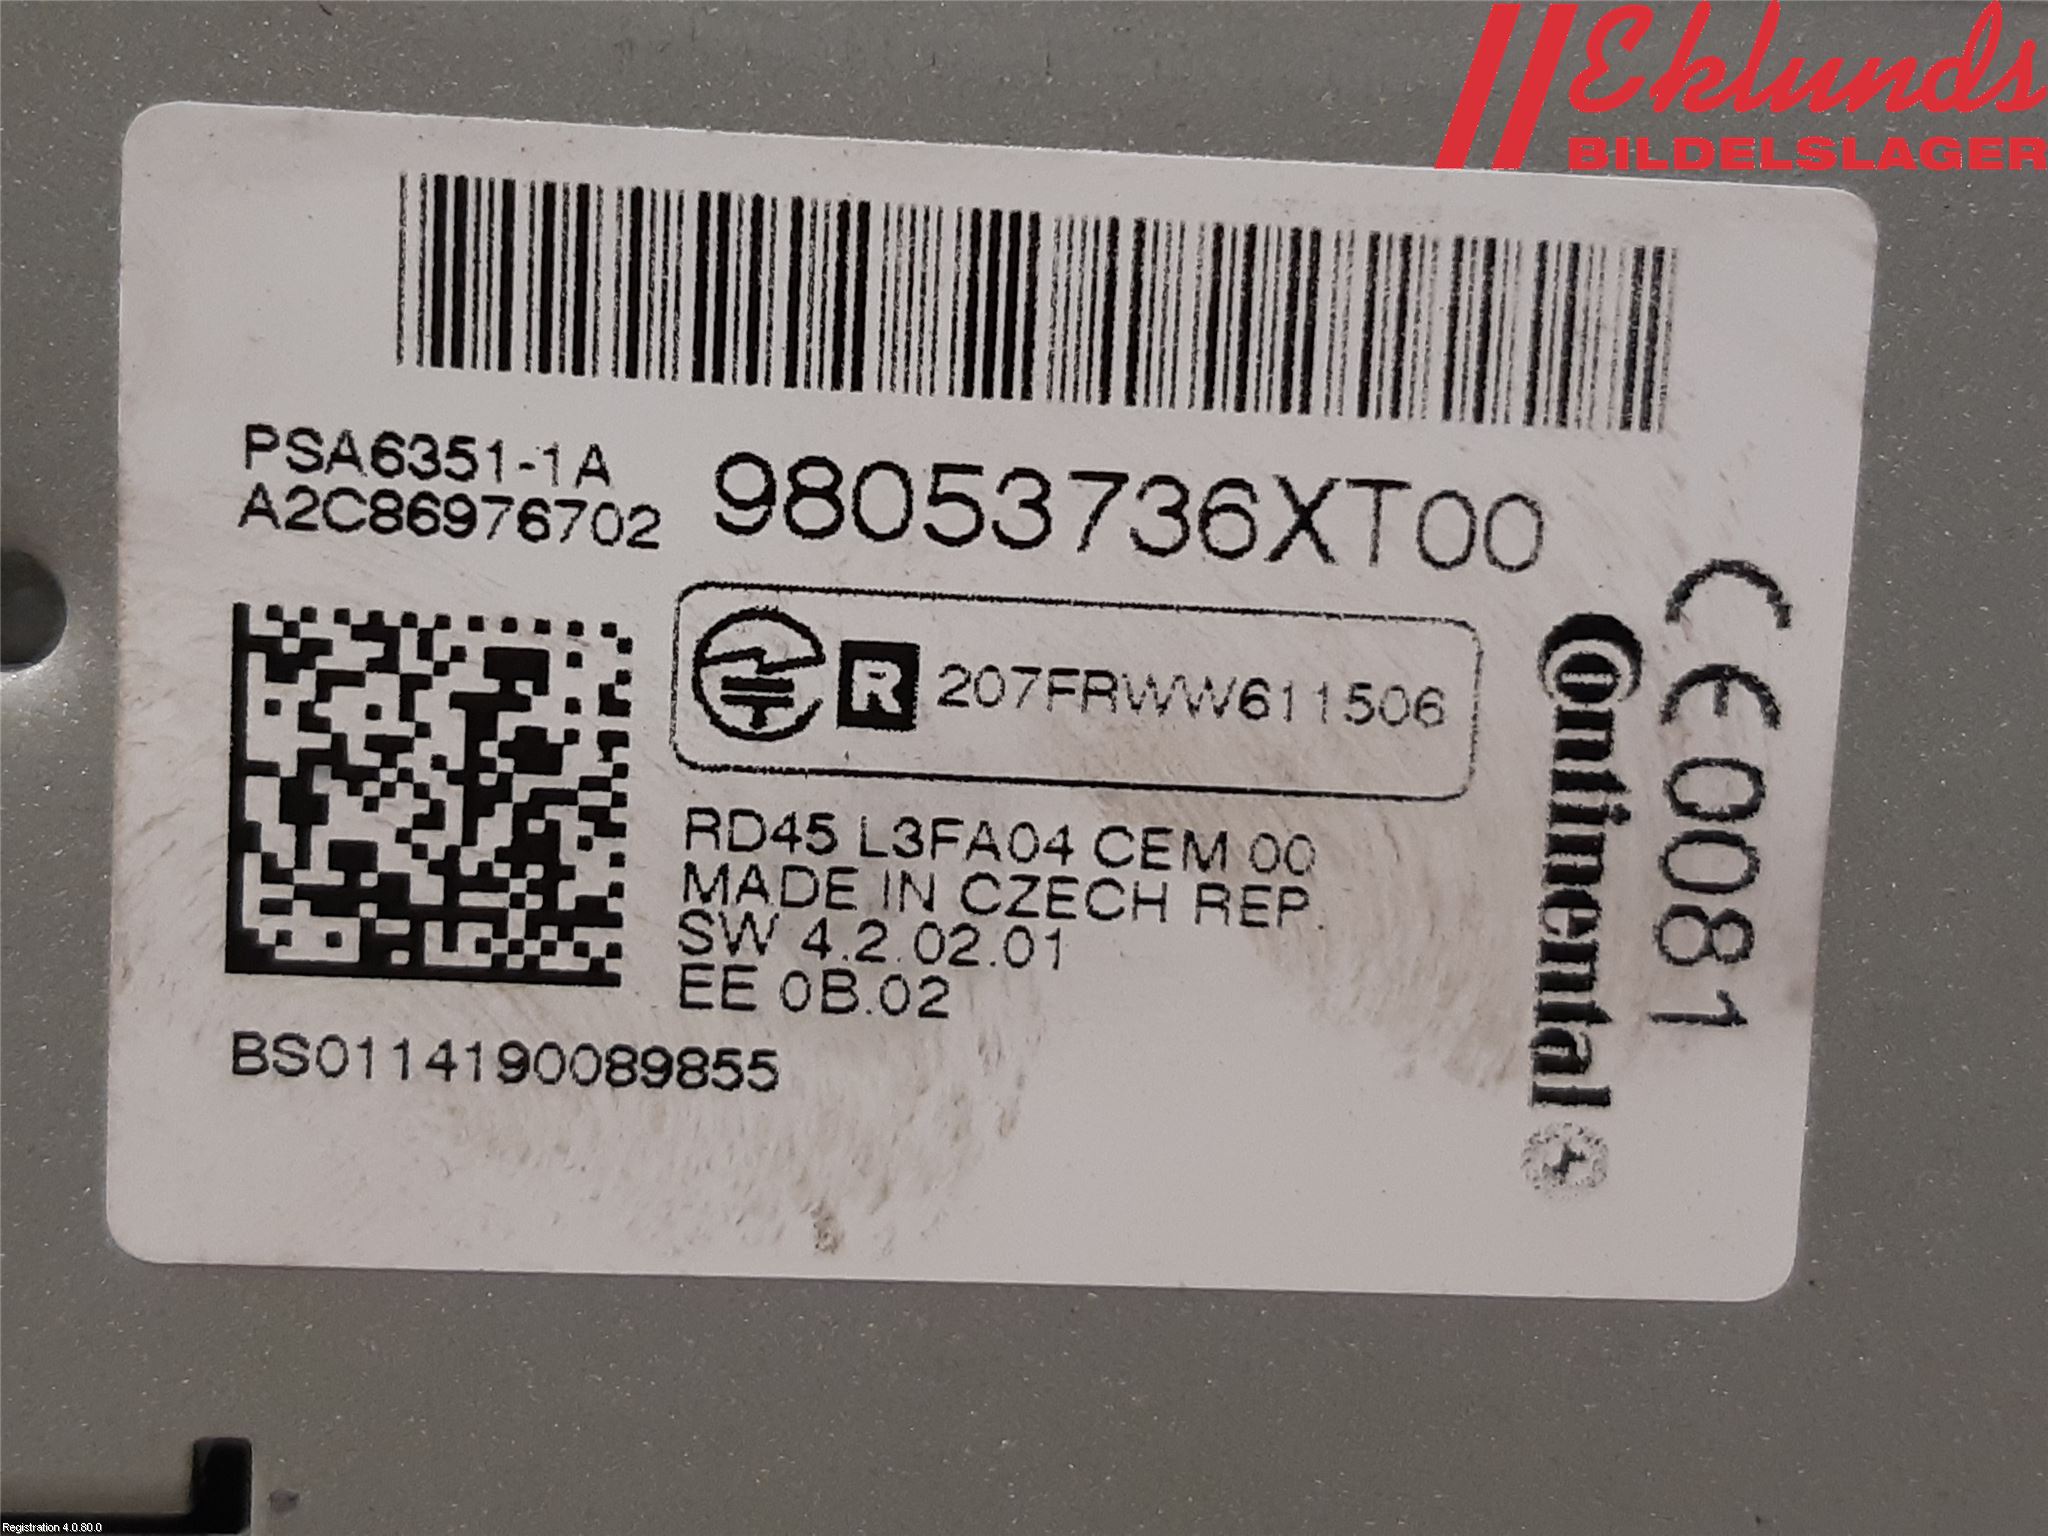 Eklunds
BILDELSLAGER
PSA6351-1A
A2C86976702
98053736XT00
R 207FRWW611506
RD45 L3FA04 CEM 00
MADE IN CZECH REP.
SW 4.2.02.01
EE 0B.02
BS0114190089855
Continental
CE0081
Registration 4.0.80.0